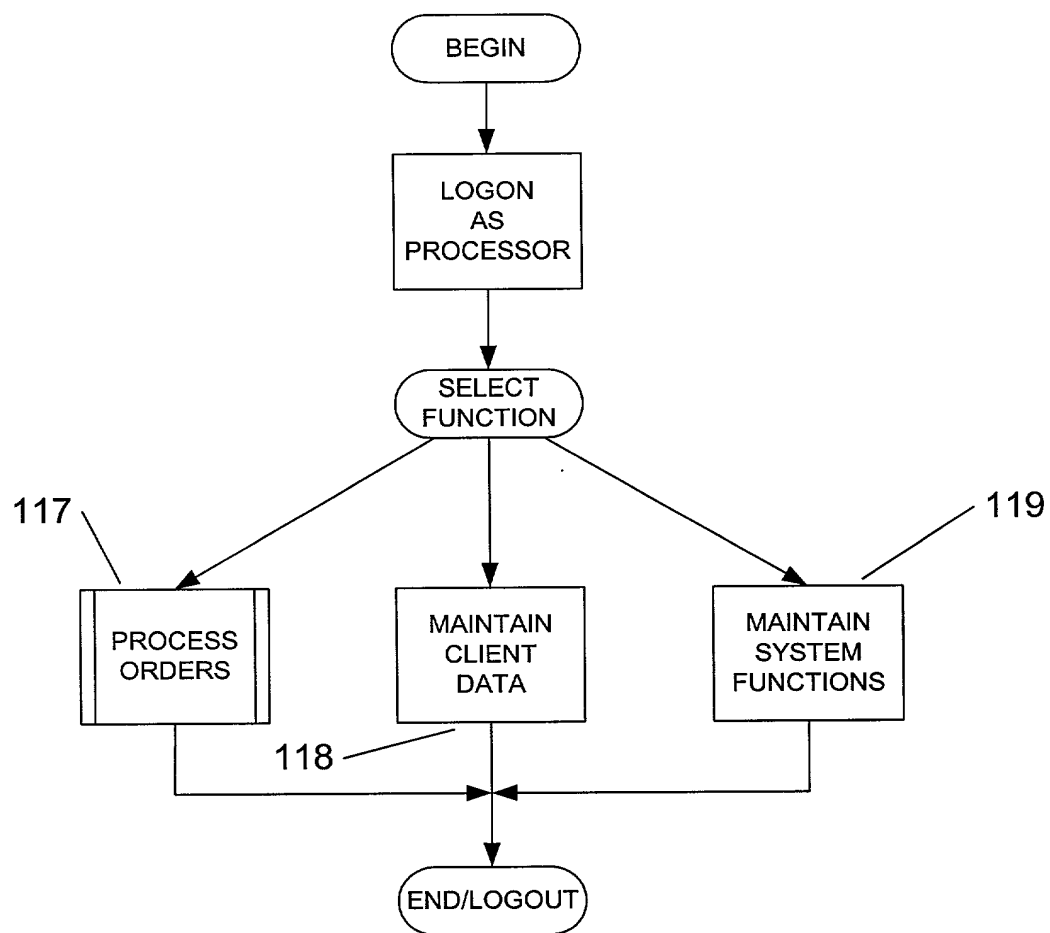 BEGIN
LOGON
AS
PROCESSOR
SELECT
FUNCTION
117
119
PROCESS
ORDERS
MAINTAIN
CLIENT
DATA
MAINTAIN
SYSTEM
FUNCTIONS
118
END/LOGOUT